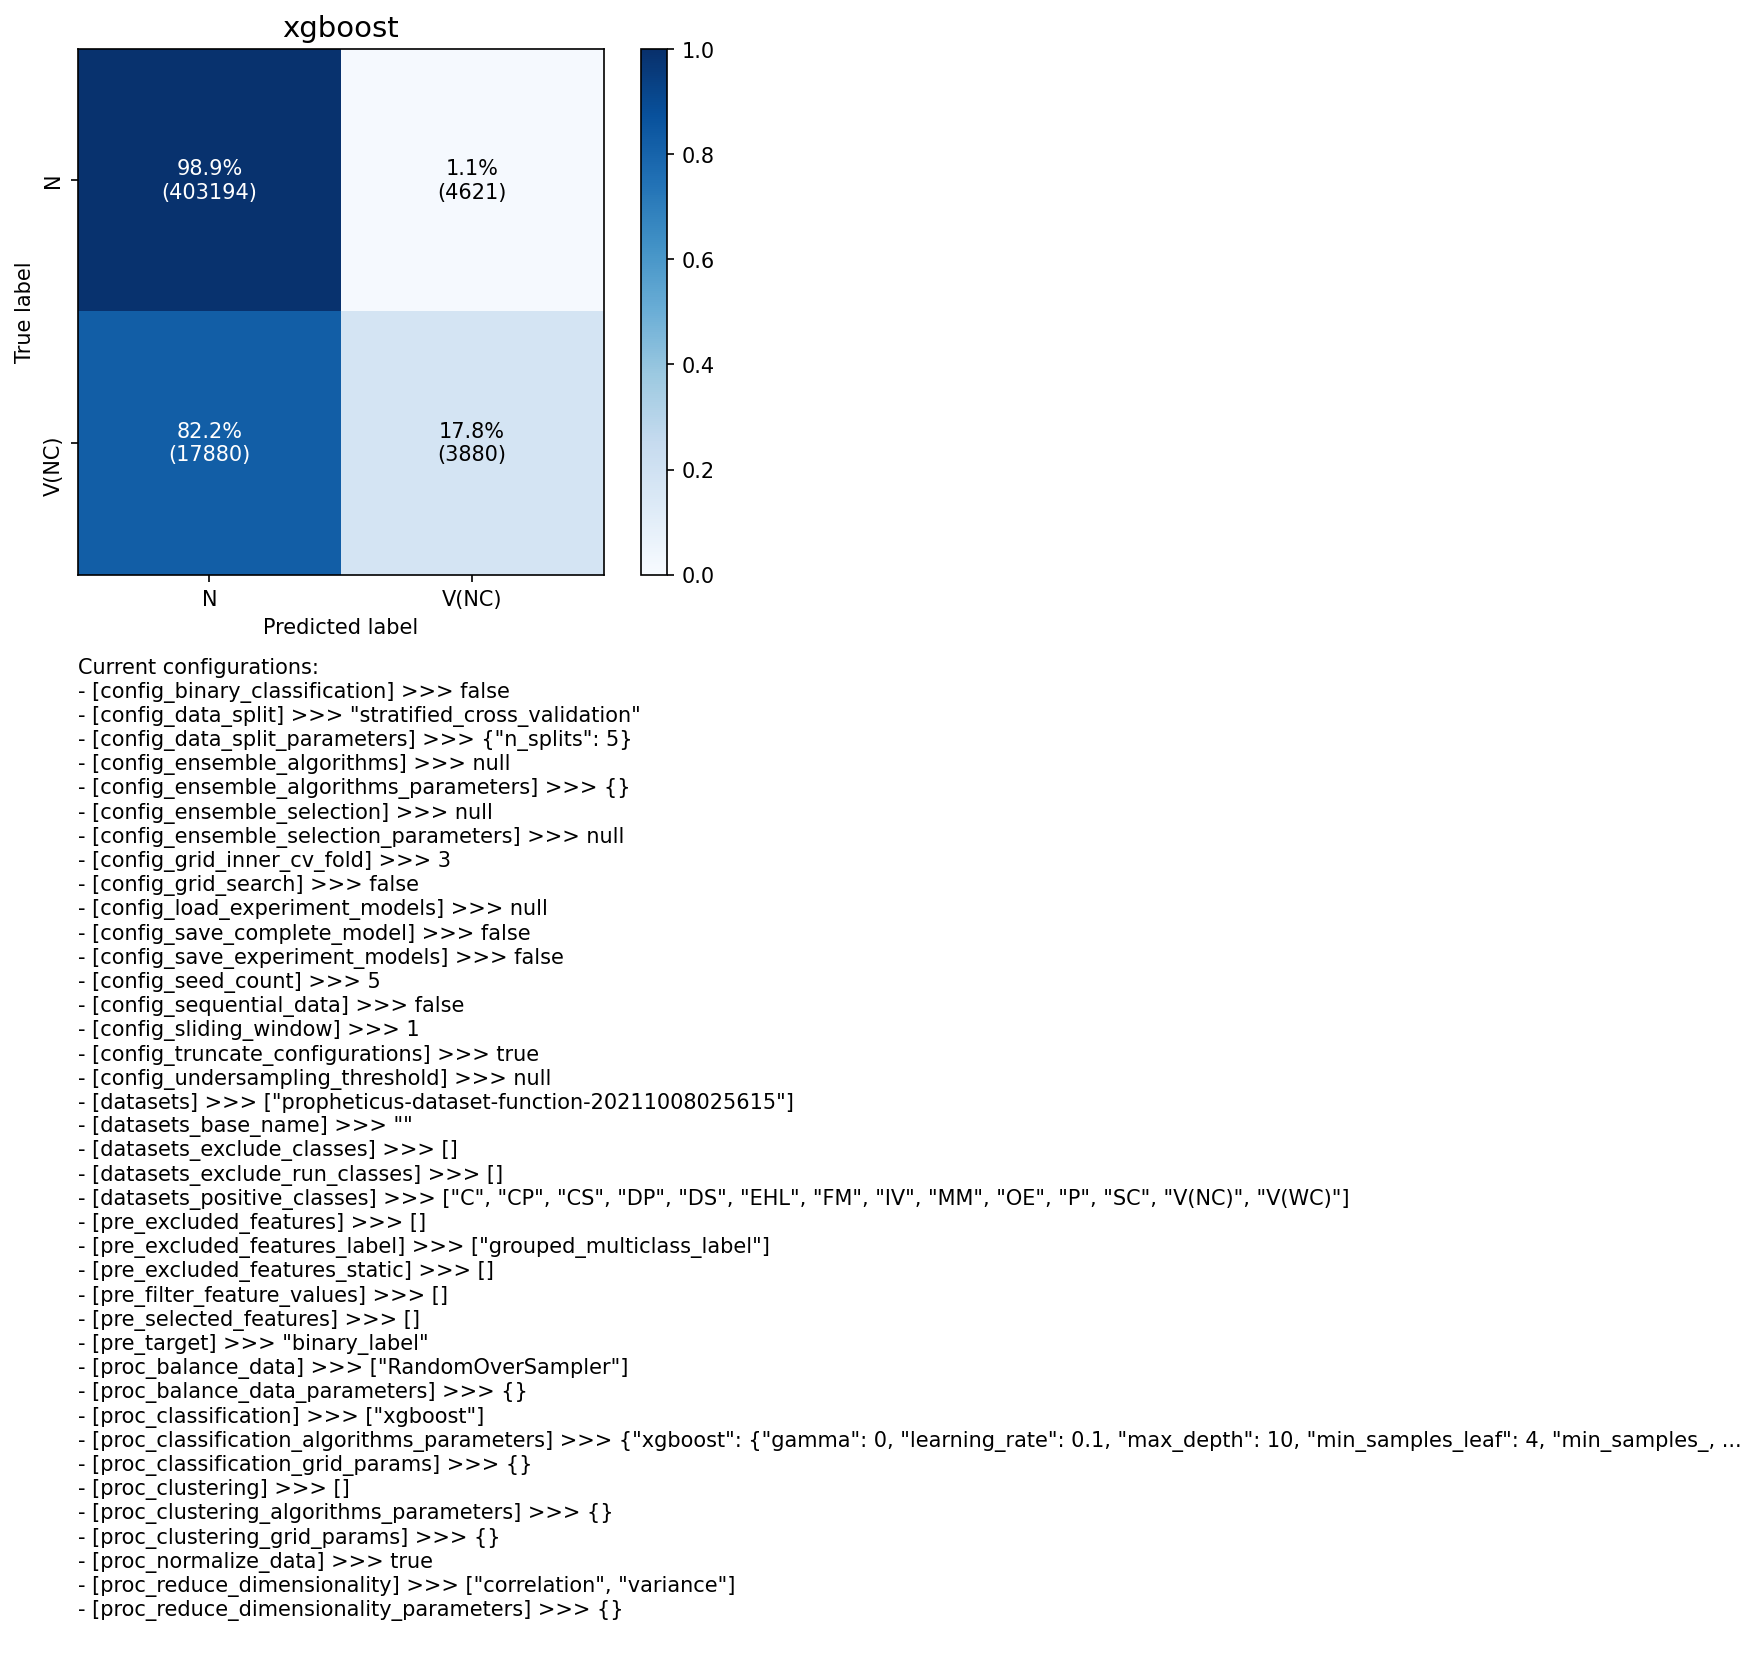 xgboost
1.0
98.9%
(403194)
1.1%
(4621)
0.8
N
0.6
True label
0.4
82.2%
(17880)
17.8%
(3880)
V(NC)
0.2
0.0
N
V(NC)
Predicted label
Current configurations:
- [config_binary_classification] >>> false
- [config_data_split] >>> "stratified_cross_validation"
- [config_data_split_parameters] >>> {"n_splits": 5}
- [config_ensemble_algorithms] >>> null
- [config_ensemble_algorithms_parameters] >>> {}
- [config_ensemble_selection] >>> null
- [config_ensemble_selection_parameters] >>> null
- [config_grid_inner_cv_fold] >>> 3
- [config_grid_search] >>> false
- [config_load_experiment_models] >>> null
- [config_save_complete_model] >>> false
- [config_save_experiment_models] >>> false
- [config_seed_count] >>> 5
- [config_sequential_data] >>> false
- [config_sliding_window] >>> 1
- [config_truncate_configurations] >>> true
- [config_undersampling_threshold] >>> null
- [datasets] >>> ["propheticus-dataset-function-20211008025615"]
- [datasets_base_name] >>> ""
- [datasets_exclude_classes] >>> []
- [datasets_exclude_run_classes] >>> []
- [datasets_positive_classes] >>> ["C", "CP", "CS", "DP", "DS", "EHL", "FM", "IV", "MM", "OE", "P", "SC", "V(NC)", "V(WC)"]
- [pre_excluded_features] >>> []
- [pre_excluded_features_label] >>> ["grouped_multiclass_label"]
- [pre_excluded_features_static] >>> []
- [pre_filter_feature_values] >>> []
- [pre_selected_features] >>> []
- [pre_target] >>> "binary_label"
- [proc_balance_data] >>> ["RandomOverSampler"]
- [proc_balance_data_parameters] >>> {}
- [proc_classification] >>> ["xgboost"]
- [proc_classification_algorithms_parameters] >>> {"xgboost": {"gamma": 0, "learning_rate": 0.1, "max_depth": 10, "min_samples_leaf": 4, "min_samples_, ...
- [proc_classification_grid_params] >>> {}
- [proc_clustering] >>> []
- [proc_clustering_algorithms_parameters] >>> {}
- [proc_clustering_grid_params] >>> {}
- [proc_normalize_data] >>> true
- [proc_reduce_dimensionality] >>> ["correlation", "variance"]
- [proc_reduce_dimensionality_parameters] >>> {}